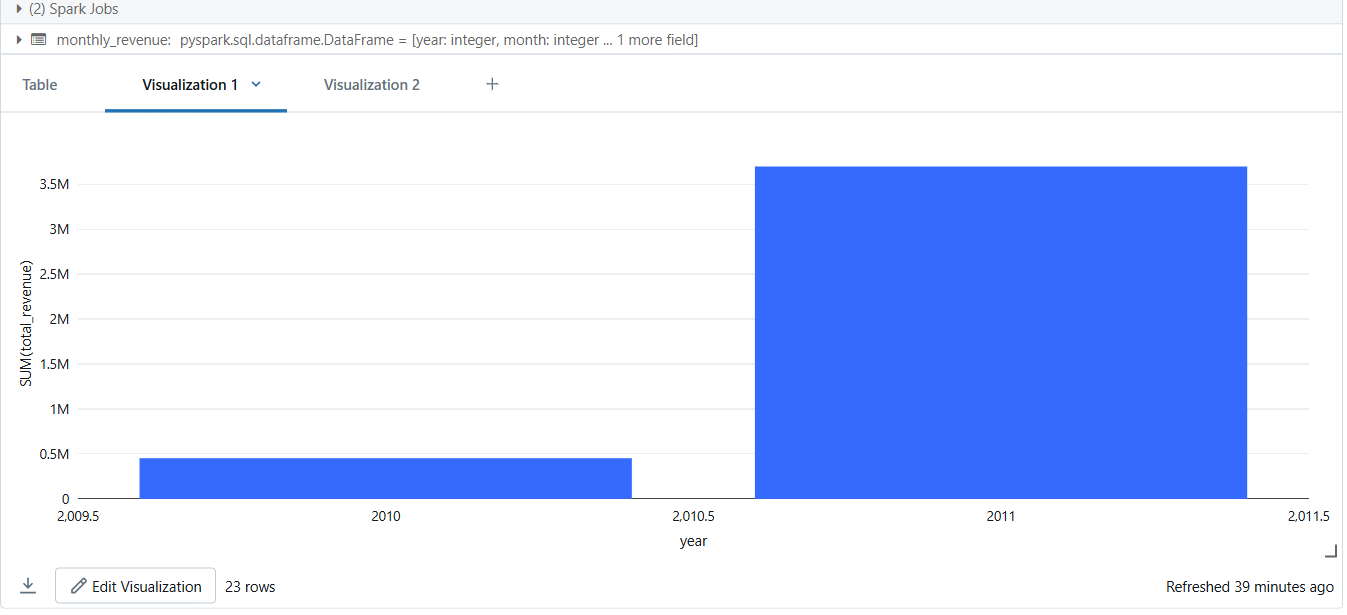 (2) Spark Jobs
monthly_revenue: pyspark.sql.dataframe.DataFrame = [year: integer, month: integer ... 1 more field]
Table Visualization 1 Visualization 2 +
3.5M
3M
2.5M
2M
1.5M
1M
0.5M
0
SUM(total_revenue)
2,009.5 2010 2,010.5 2011 2,011.5
year
Edit Visualization 23 rows Refreshed 39 minutes ago